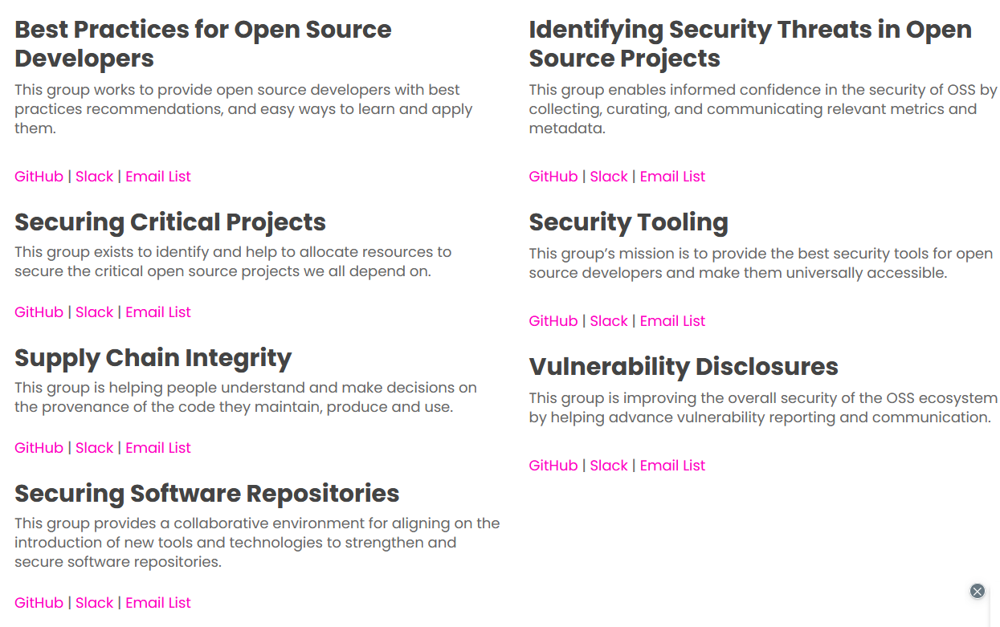 Best Practices for Open Source
Developers
This group works to provide open source developers with best
practices recommendations, and easy ways to learn and apply
them.
GitHub | Slack | Email List
Securing Critical Projects
This group exists to identify and help to allocate resources to
secure the critical open source projects we all depend on.
GitHub | Slack | Email List
Supply Chain Integrity
This group is helping people understand and make decisions on
the provenance of the code they maintain, produce and use.
GitHub | Slack | Email List
Securing Software Repositories
This group provides a collaborative environment for aligning on the
introduction of new tools and technologies to strengthen and
secure software repositories.
GitHub | Slack | Email List
Identifying Security Threats in Open
Source Projects
This group enables informed confidence in the security of OSS by
collecting, curating, and communicating relevant metrics and
metadata.
GitHub | Slack | Email List
Security Tooling
This group’s mission is to provide the best security tools for open
source developers and make them universally accessible.
GitHub | Slack | Email List
Vulnerability Disclosures
This group is improving the overall security of the OSS ecosystem
by helping advance vulnerability reporting and communication.
GitHub | Slack | Email List